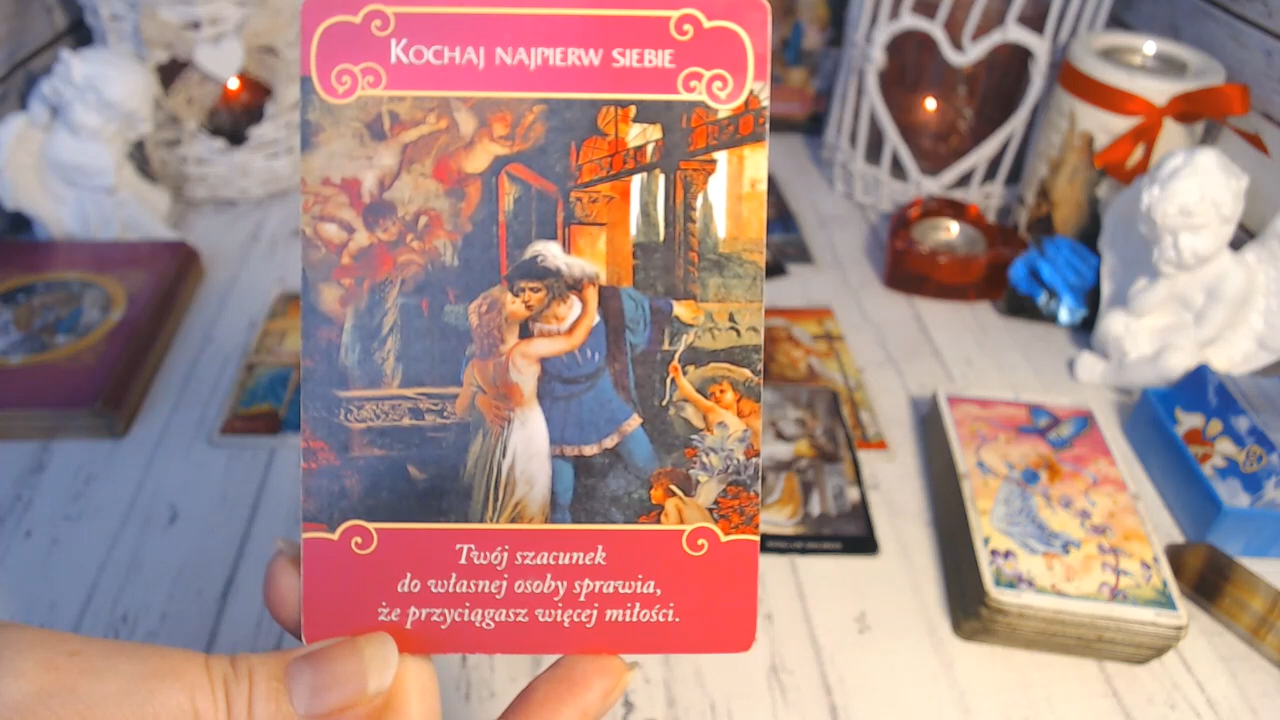 Kochaj najpierw siebie
Twój szacunek
do własnej osoby sprawia,
że przyciągasz więcej miłości.